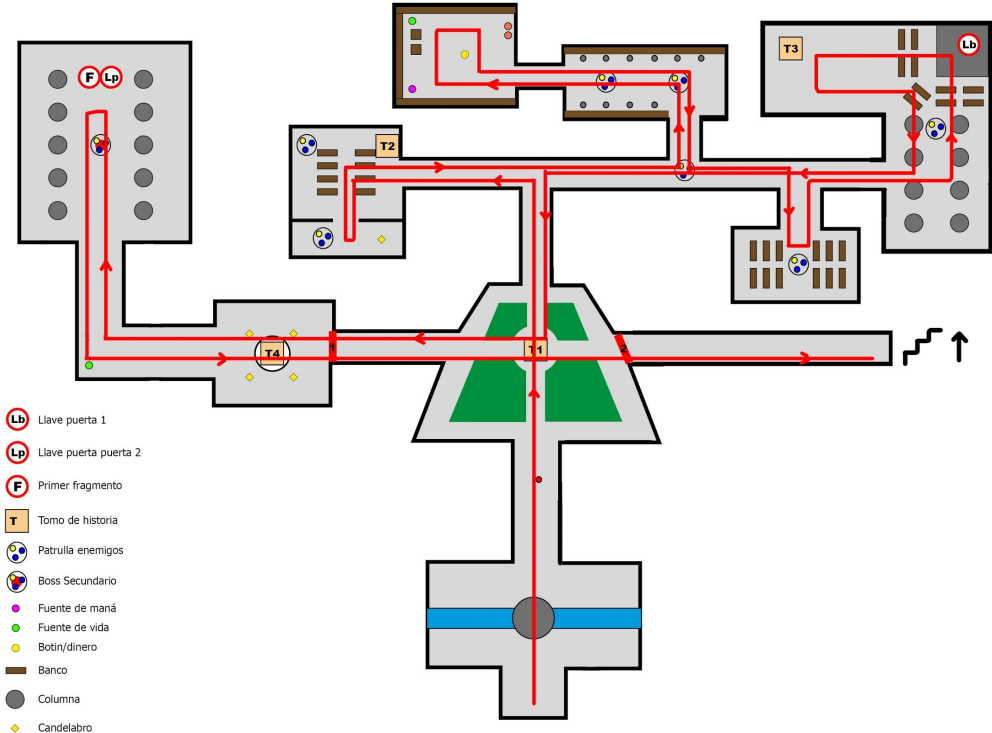 T3
Lb
F
Lp
T2
T4
1
T1
2
Lb Llave puerta 1
Lp Llave puerta puerta 2
F Primer fragmento
T Tomo de historia
Patrulla enemigos
Boss Secundario
Fuente de maná
Fuente de vida
Botin/dinero
Banco
Columna
Candelabro